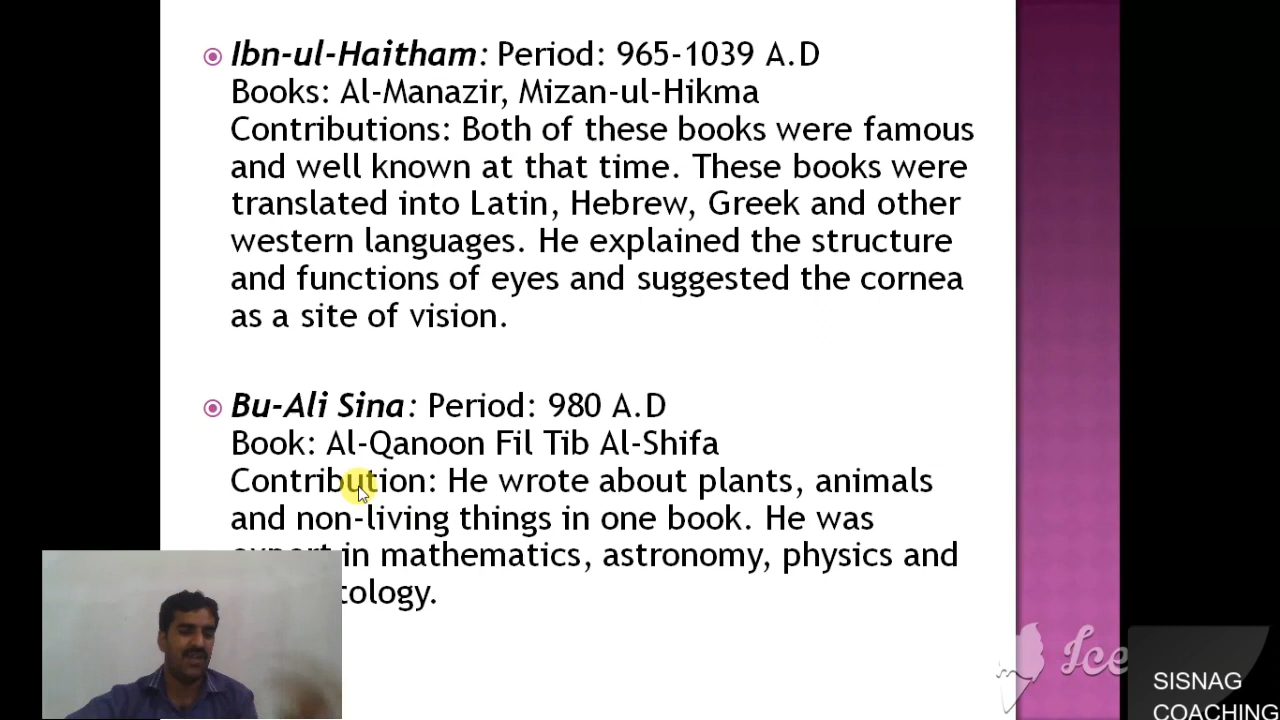 Ibn-ul-Haitham: Period: 965-1039 A.D
Books: Al-Manazir, Mizan-ul-Hikma
Contributions: Both of these books were famous
and well known at that time. These books were
translated into Latin, Hebrew, Greek and other
western languages. He explained the structure
and functions of eyes and suggested the cornea
as a site of vision.
Bu-Ali Sina: Period: 980 A.D
Book: Al-Qanoon Fil Tib Al-Shifa
Contribution: He wrote about plants, animals
and non-living things in one book. He was
expert in mathematics, astronomy, physics and
tology.
Ice
SISNAG
COACHING